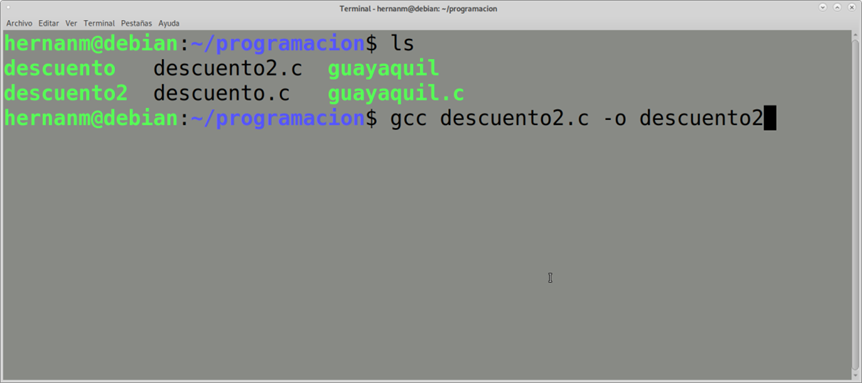 Terminal - hernanm@debian: ~/programacion
Archivo Editar Ver Terminal Pestañas Ayuda
hernanm@debian:~/programacion$ ls
descuento descuento2.c guayaquil
descuento2 descuento.c guayaquil.c
hernanm@debian:~/programacion$ gcc descuento2.c -o descuento2